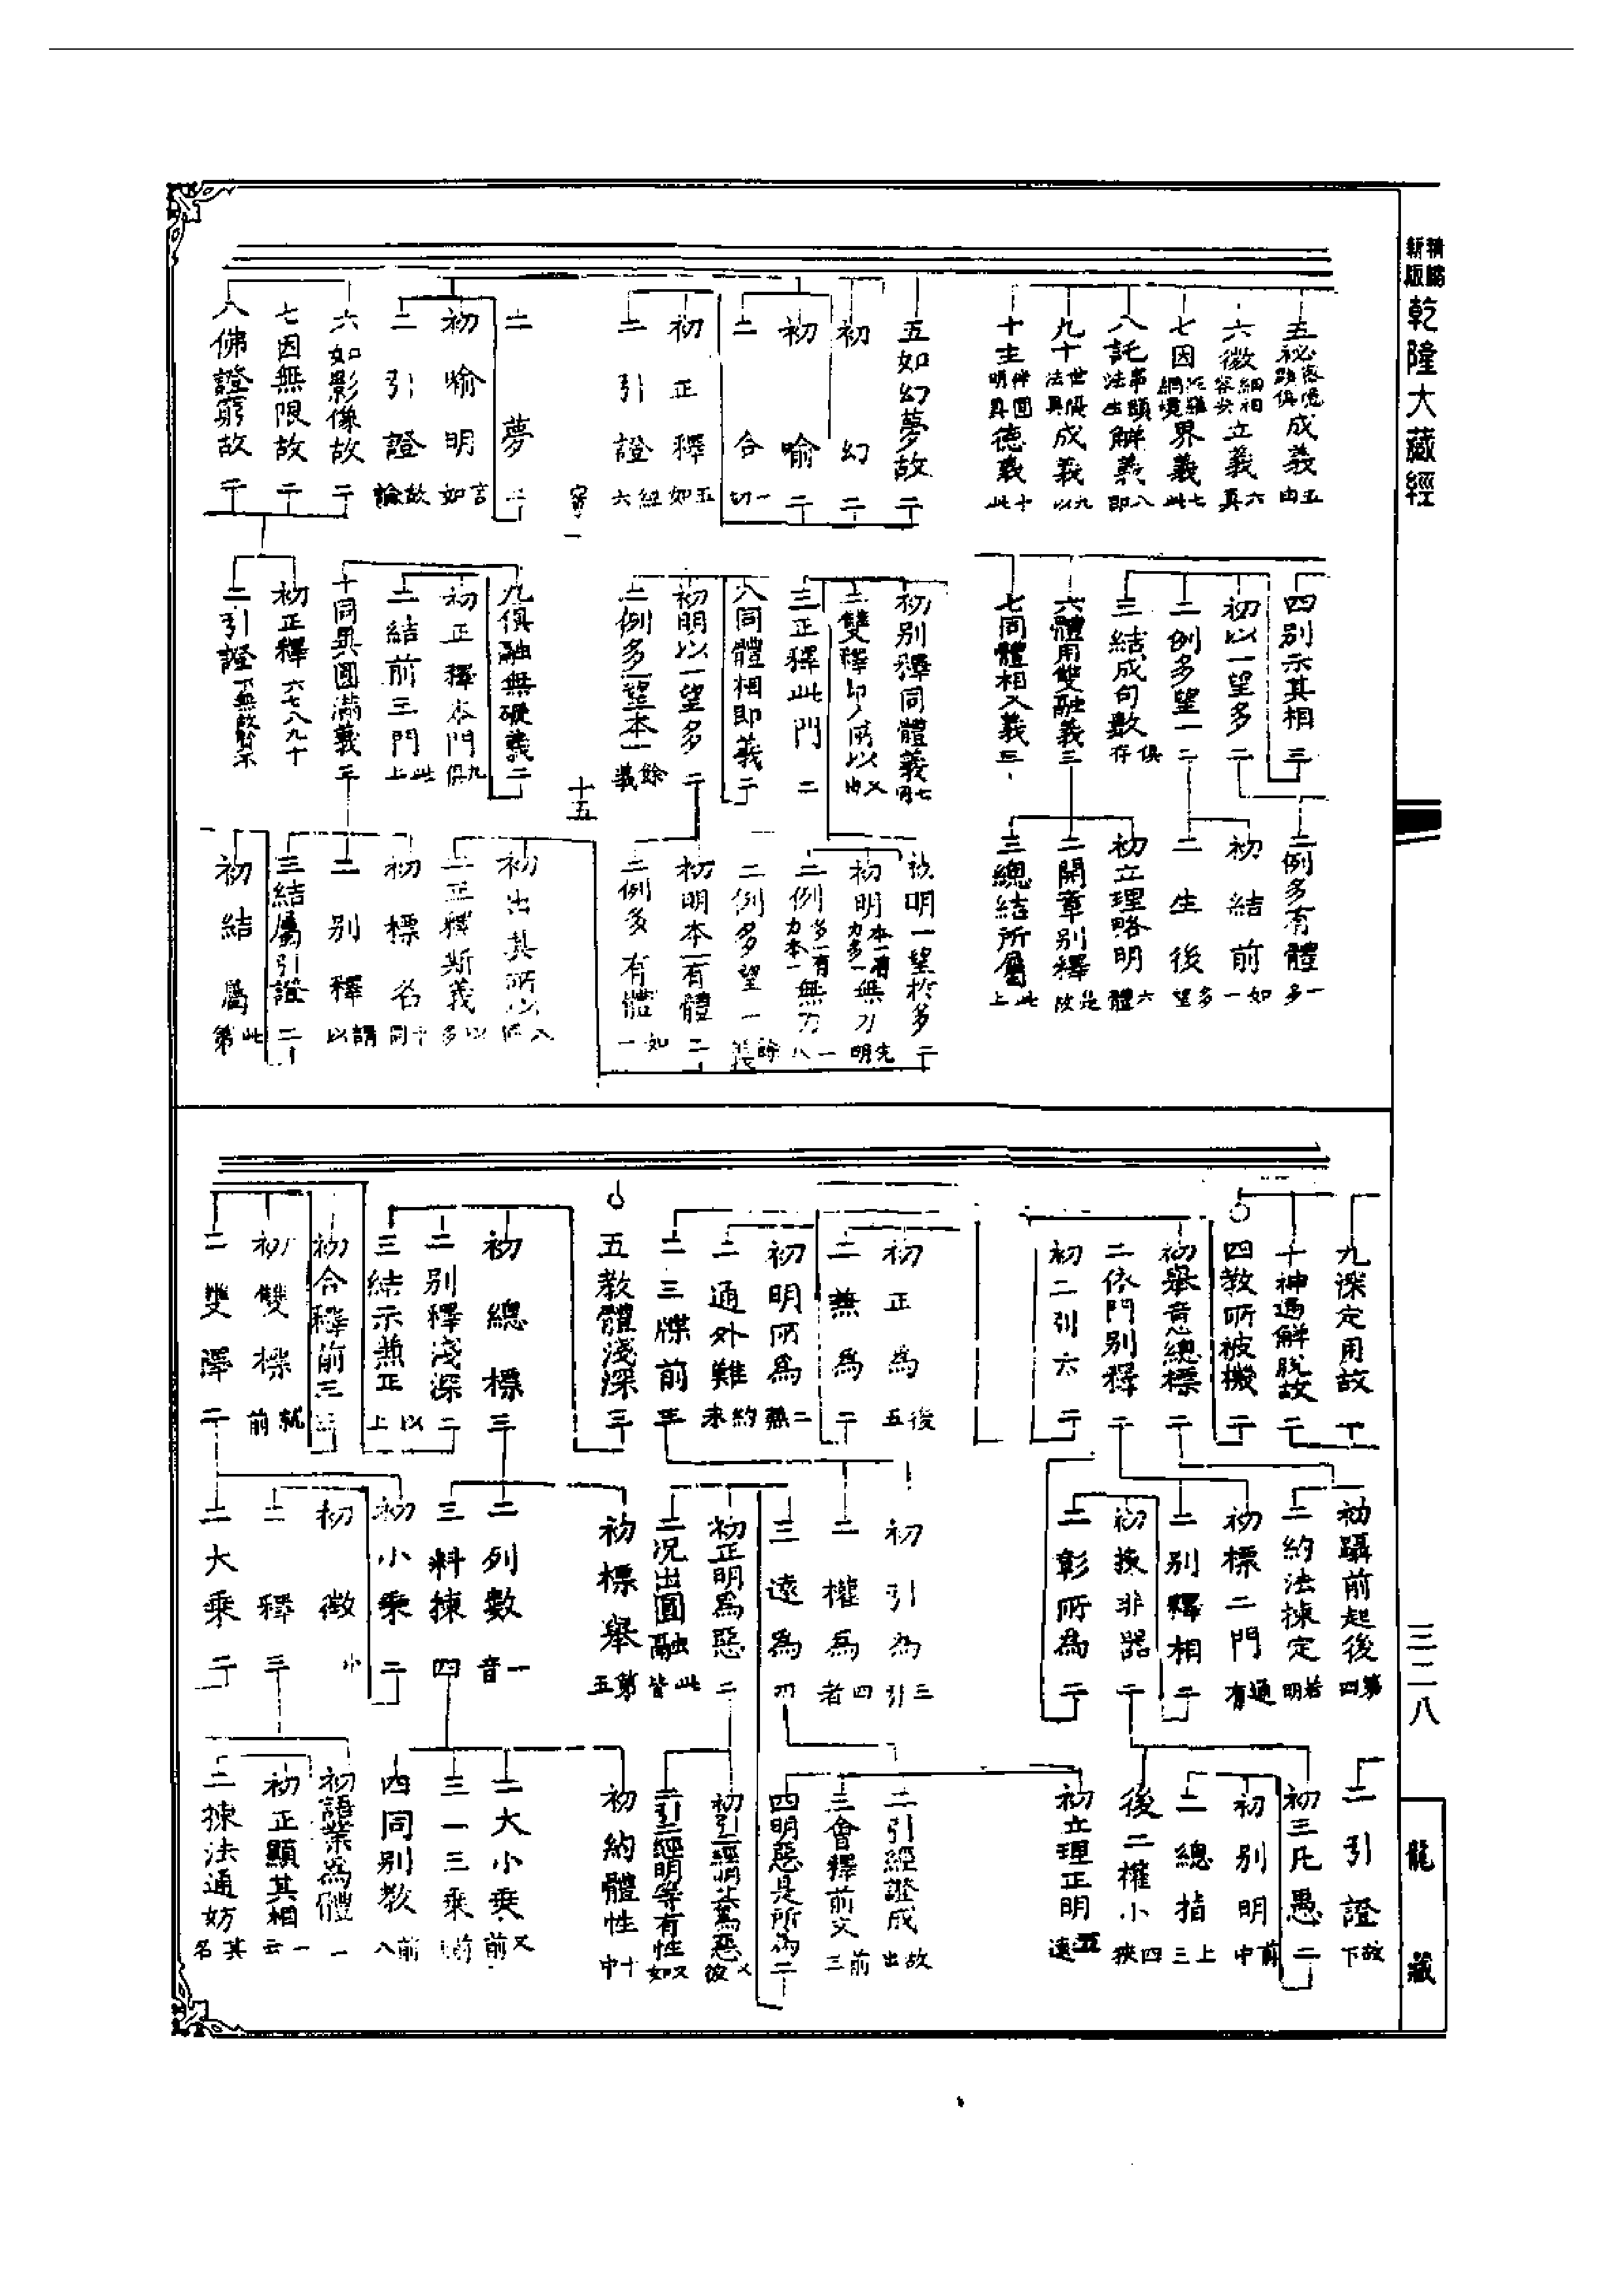 乾隆大藏經
三二八
龍藏
五祕密隱顯俱成義 五由
六微細相容安立義 六真
七因陀羅網境界義 七此
八託事顯法生解義 八即
九十世隔法異成義 九以
十主伴圓明具德義 十此
五如幻夢故 二
初幻 二
初喻 二
二合 一切
初正釋 五如
二引證 經六
二夢 二
初喻明 言如
二引證 故論
六如影像故 二
七因無限故 二
八佛證窮故 二
四別示其相 三
初以一望多 二
二例多望一 二
三結成句數 俱存
六體用雙融義 三
七同體相入義 三
初別釋同體義 七同
二雙釋即入所以 又由
三正釋此門 二
八同體相即義 二
初明以一望多 二
二例多望本一 餘義
十五
九俱融無礙義 二
初正釋本門 九俱
二結前三門 此上
十同異圓滿義 三
初正釋 六七八九十
二引證
二例多有體 一多
初結前 如一
二生後 多望
初立理略明 六體
二開章別釋 是故
三總結所屬 此上
初明一望於多 二
初明本一有力多一無力 先明
二例多一有力本一無力 一八
二例多望一 餘義
初明本一有體 二
二例多有體 如一
初出其所以 八
二正釋斯義 以多
初標名 十同
二別釋 謂以
三結屬引證 二
初結屬 此第
九深定用故 十
十神通解脫故 二
四教所被機 二
初舉意總標 二
二依門別釋 二
初二引六 二
初正為 後五
二兼為 二
初明所為 二兼
二通外難 約未
二三牒前 三
五教體淺深 三
初總標 三
二別釋淺深 二
三結示兼正 以上
初合釋前三 三
初雙標 就前
二雙釋 二
初躡前起後 第四
二約法揀定 若明
初標二門 通有
二別釋相 二
初揀非器 二
二彰所為 二
初引為 三引
二權為 四者
三遠為 四
初正明為惡 二
二況出圓融 此皆
初標舉 第五
二列數 一音
三料揀 四
初小乘 二
初徵 小
二釋 三
二大乘 二
二引證 故下
初三凡愚 二
初別明 前中
二總指 上三
後二權小 四狹
初立理正明 五遠
二引經證成 故出
三會釋前文 前三
四明惡是所為 二
初引二經明其為惡 又彼
二引二經明等有性 又如
初約體性 十中
二大小乘 又前
三一三乘 前
四同別教 前八
初語業為體 一
初正顯其相 一云
二揀法通妨 其名